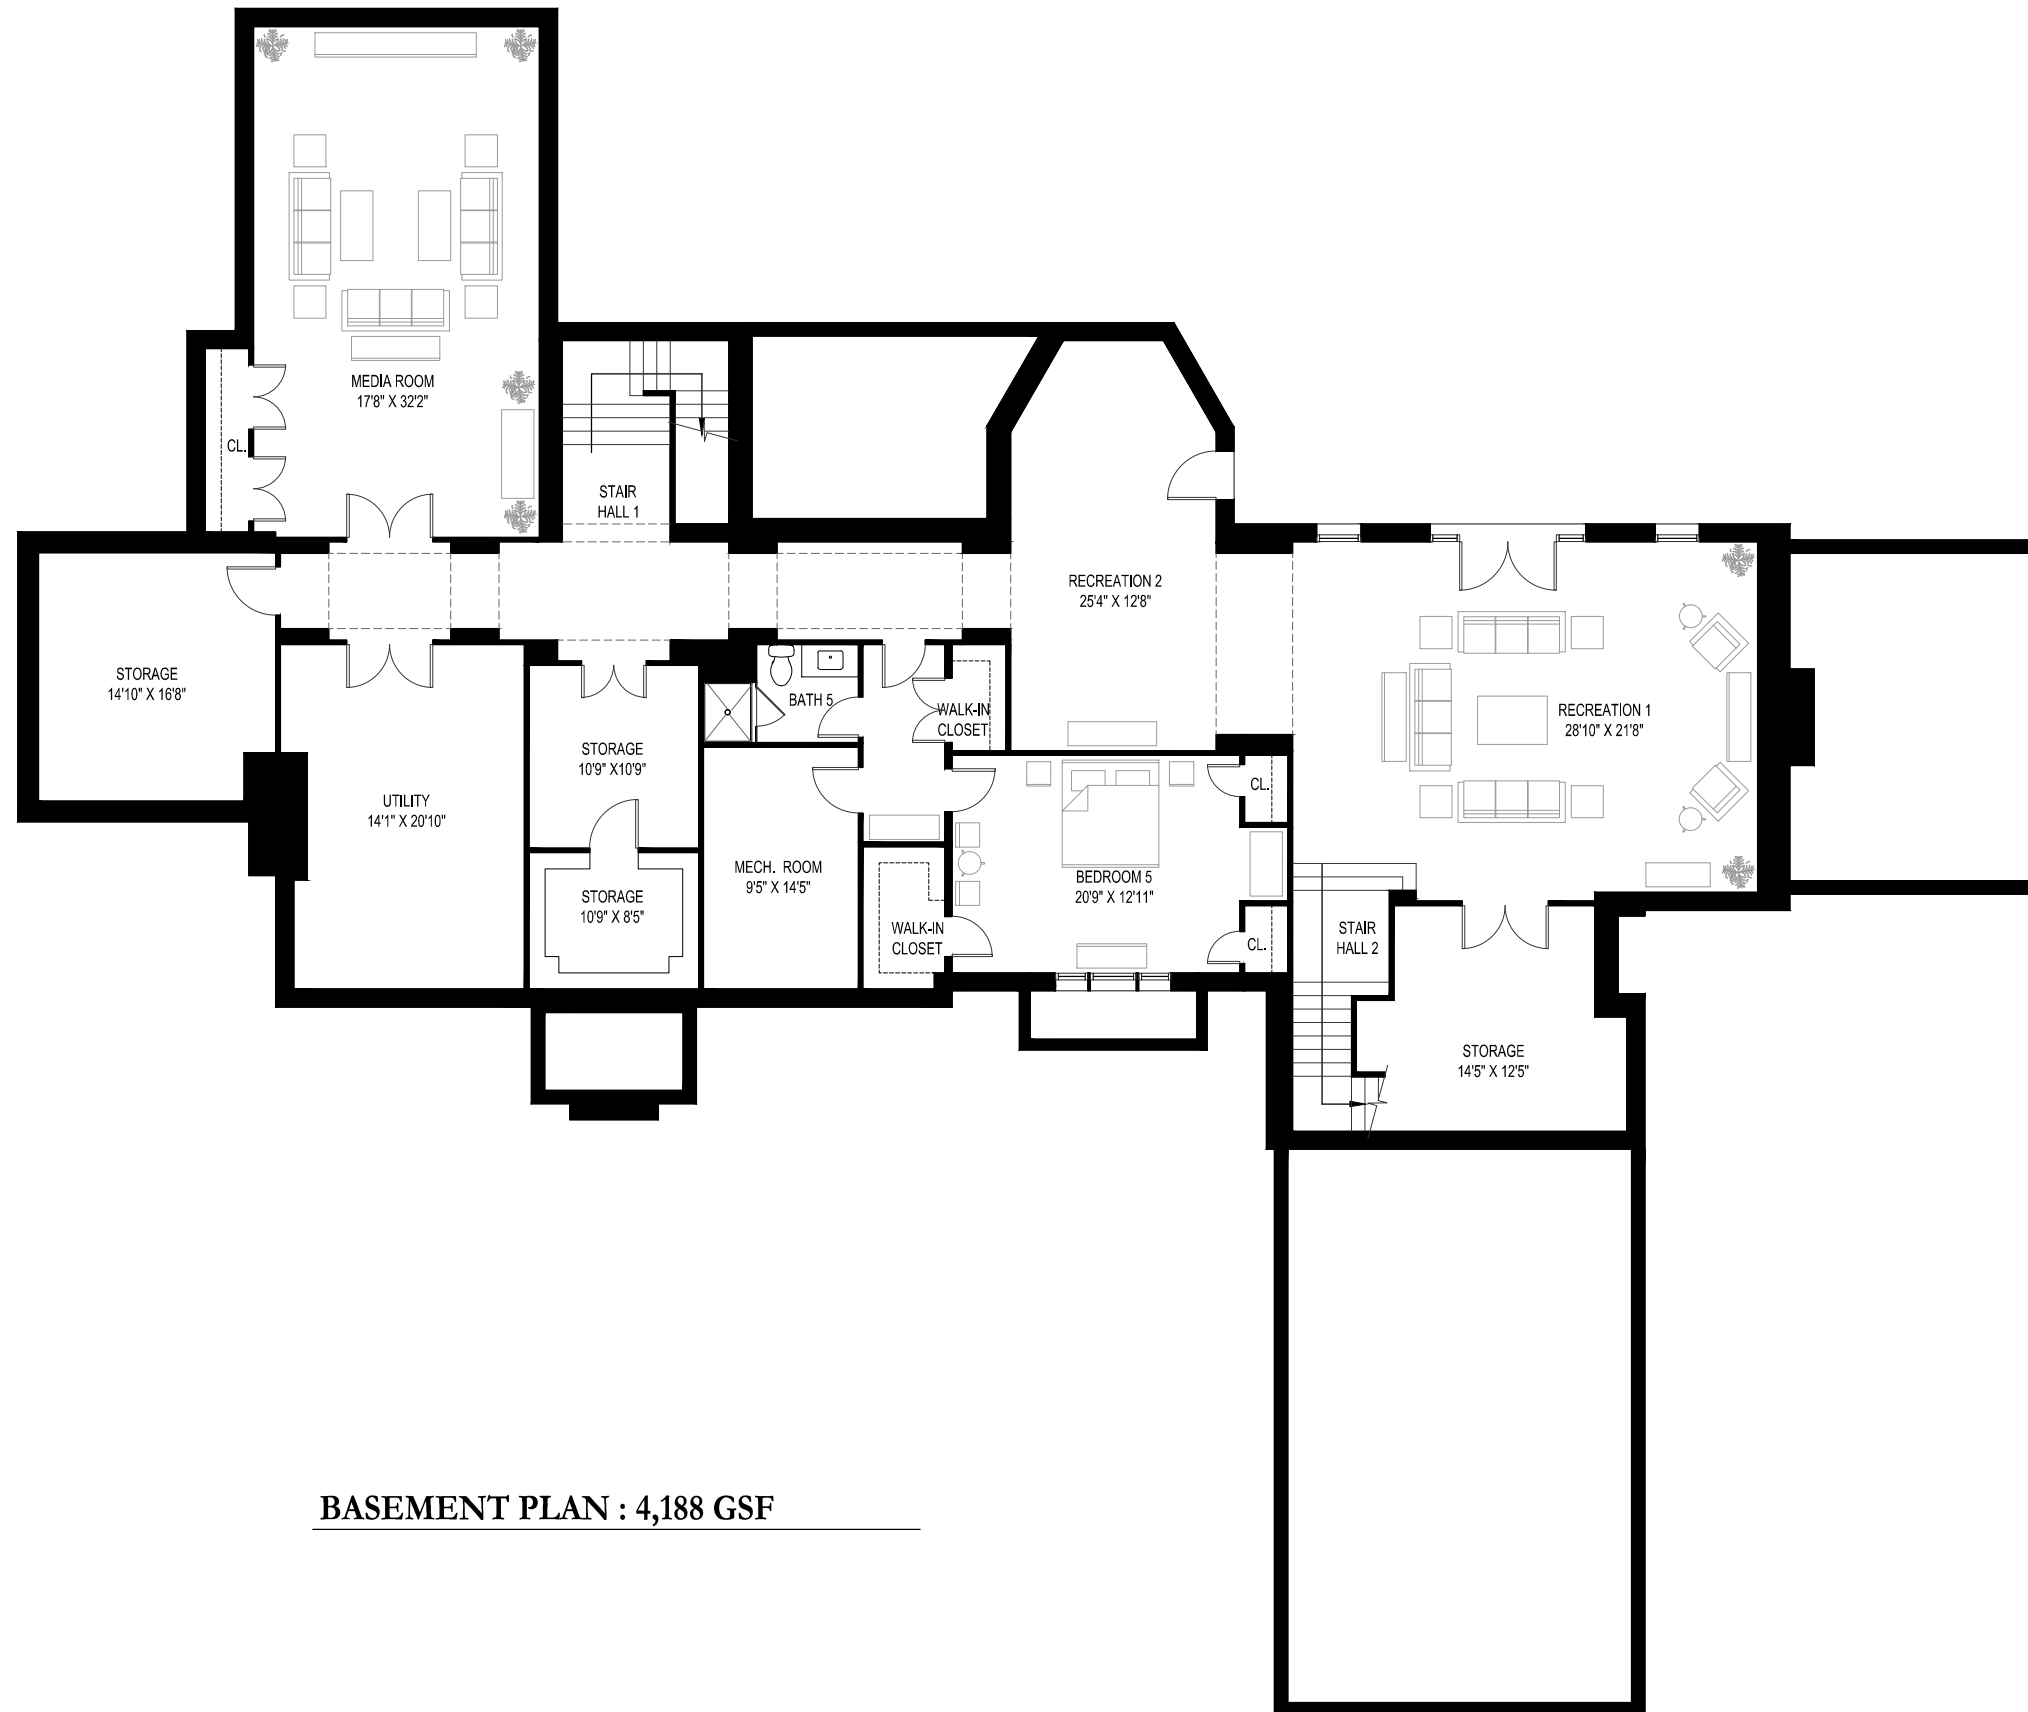 MEDIA ROOM
17'8" X 32'2"
CL.
STAIR
HALL 1
RECREATION 2
25'4" X 12'8"
STORAGE
14'10" X 16'8"
BATH 5
WALK-IN
CLOSET
RECREATION 1
28'10" X 21'8"
STORAGE
10'9" X10'9"
UTILITY
14'1" X 20'10"
CL.
MECH. ROOM
9'5" X 14'5"
BEDROOM 5
20'9" X 12'11"
STORAGE
10'9" X 8'5"
WALK-IN
CLOSET
CL.
STAIR
HALL 2
STORAGE
14'5" X 12'5"
BASEMENT PLAN : 4,188 GSF